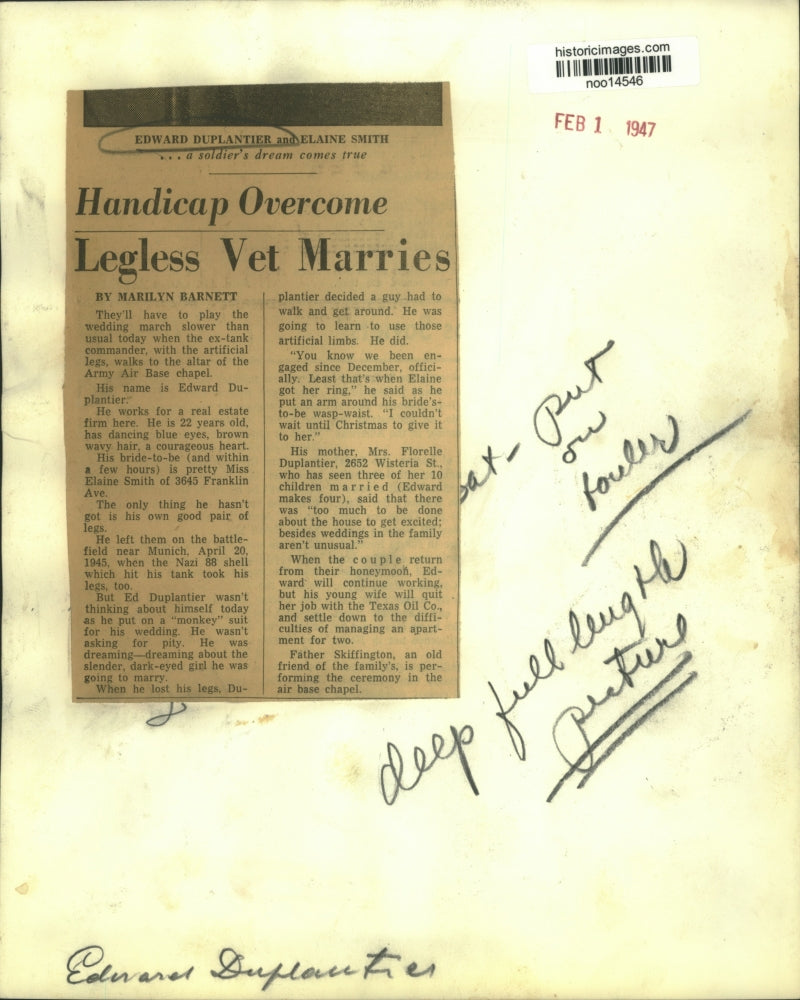 historicimages.com
noo14546
FEB 1 1947
EDWARD DUPLANTIER and ELAINE SMITH
... a soldier's dream comes true
Handicap Overcome
Legless Vet Marries
BY MARILYN BARNETT
They'll have to play the
wedding march slower than
usual today when the ex-tank
commander, with the artificial
legs, walks to the altar of the
Army Air Base chapel.
His name is Edward Du-
plantier.
He works for a real estate
firm here. He is 22 years old,
has dancing blue eyes, brown
wavy hair, a courageous heart.
His bride-to-be (and within
a few hours) is pretty Miss
Elaine Smith of 3645 Franklin
Ave.
The only thing he hasn't
got is his own good pair of
legs.
He left them on the battle-
field near Munich, April 20,
1945, when the Nazi 88 shell
which hit his tank took his
legs, too.
But Ed Duplantier wasn't
thinking about himself today
as he put on a "monkey" suit
for his wedding. He wasn't
asking for pity. He was
dreaming—dreaming about the
slender, dark-eyed girl he was
going to marry.
When he lost his legs, Du-
plantier decided a guy had to
walk and get around. He was
going to learn to use those
artificial limbs. He did.
"You know we been en-
gaged since December, offici-
ally. Least that's when Elaine
got her ring," he said as he
put an arm around his bride's-
to-be wasp-waist. "I couldn't
wait until Christmas to give it
to her."
His mother, Mrs. Florelle
Duplantier, 2652 Wisteria St.,
who has seen three of her 10
children married (Edward
makes four), said that there
was "too much to be done
about the house to get excited;
besides weddings in the family
aren't unusual."
When the couple return
from their honeymoon, Ed-
ward will continue working,
but his young wife will quit
her job with the Texas Oil Co.,
and settle down to the diffi-
culties of managing an apart-
ment for two.
Father Skiffington, an old
friend of the family's, is per-
forming the ceremony in the
air base chapel.
Put
on
deep full length
picture
Edward Duplantier